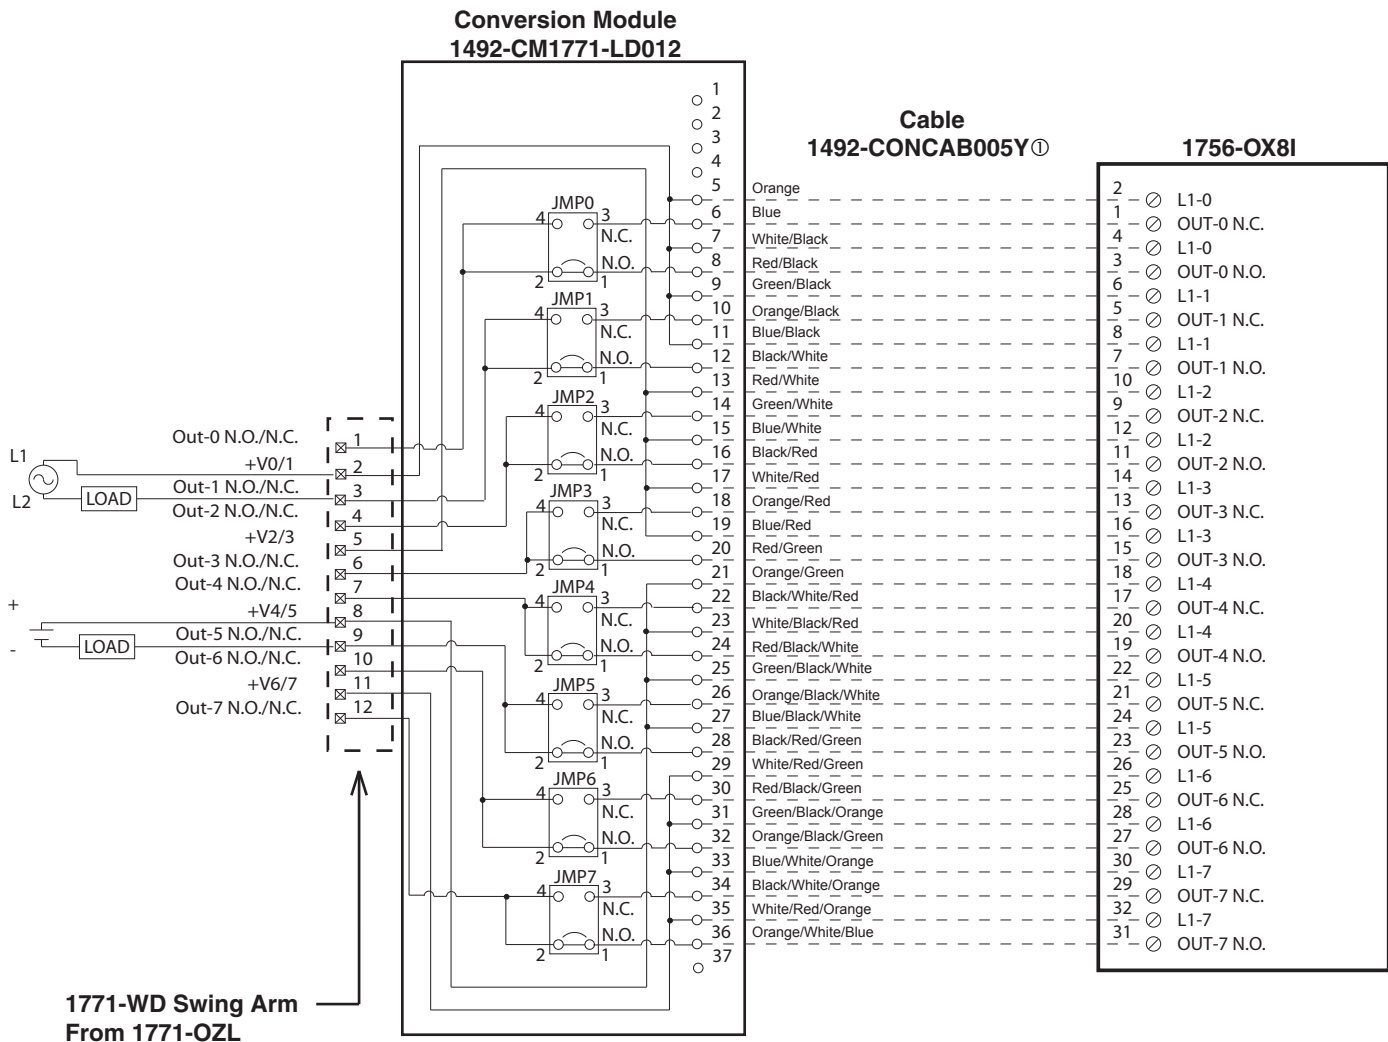 Conversion Module
1492-CM1771-LD012
Cable
1492-CONCAB005Y①
1756-OX8I
1
2
3
4
5 Orange 2 L1-0
6 Blue 1 OUT-0 N.C.
7 White/Black 4 L1-0
8 Red/Black 3 OUT-0 N.O.
9 Green/Black 6 L1-1
10 Orange/Black 5 OUT-1 N.C.
11 Blue/Black 8 L1-1
12 Black/White 7 OUT-1 N.O.
13 Red/White 10 L1-2
14 Green/White 9 OUT-2 N.C.
15 Blue/White 12 L1-2
16 Black/Red 11 OUT-2 N.O.
17 White/Red 14 L1-3
18 Orange/Red 13 OUT-3 N.C.
19 Blue/Red 16 L1-3
20 Red/Green 15 OUT-3 N.O.
21 Orange/Green 18 L1-4
22 Black/White/Red 17 OUT-4 N.C.
23 White/Black/Red 20 L1-4
24 Red/Black/White 19 OUT-4 N.O.
25 Green/Black/White 22 L1-5
26 Orange/Black/White 21 OUT-5 N.C.
27 Blue/Black/White 24 L1-5
28 Black/Red/Green 23 OUT-5 N.O.
29 White/Red/Green 26 L1-6
30 Red/Black/Green 25 OUT-6 N.C.
31 Green/Black/Orange 28 L1-6
32 Orange/Black/Green 27 OUT-6 N.O.
33 Blue/White/Orange 30 L1-7
34 Black/White/Orange 29 OUT-7 N.C.
35 White/Red/Orange 32 L1-7
36 Orange/White/Blue 31 OUT-7 N.O.
37
JMP0
4 3
N.C.
N.O.
2 1
JMP1
4 3
N.C.
N.O.
2 1
JMP2
4 3
N.C.
N.O.
2 1
JMP3
4 3
N.C.
N.O.
2 1
JMP4
4 3
N.C.
N.O.
2 1
JMP5
4 3
N.C.
N.O.
2 1
JMP6
4 3
N.C.
N.O.
2 1
JMP7
4 3
N.C.
N.O.
2 1
Out-0 N.O./N.C. 1
L1
+V0/1 2
L2 LOAD Out-1 N.O./N.C. 3
Out-2 N.O./N.C. 4
+V2/3 5
Out-3 N.O./N.C. 6
Out-4 N.O./N.C. 7
+
+V4/5 8
- LOAD Out-5 N.O./N.C. 9
Out-6 N.O./N.C. 10
+V6/7 11
Out-7 N.O./N.C. 12
1771-WD Swing Arm
From 1771-OZL